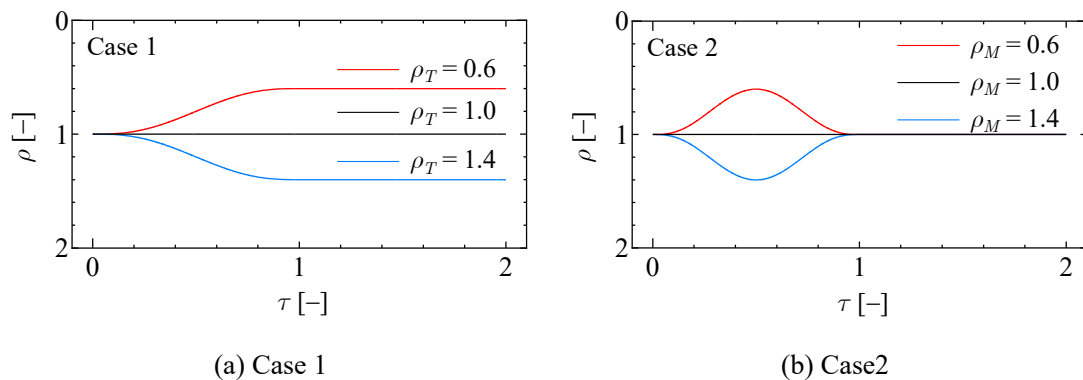 Case 1
ρ_T = 0.6
ρ_T = 1.0
ρ_T = 1.4
0
1
2
ρ [−]
0
1
2
τ [−]
(a) Case 1
Case 2
ρ_M = 0.6
ρ_M = 1.0
ρ_M = 1.4
0
1
2
ρ [−]
0
1
2
τ [−]
(b) Case2